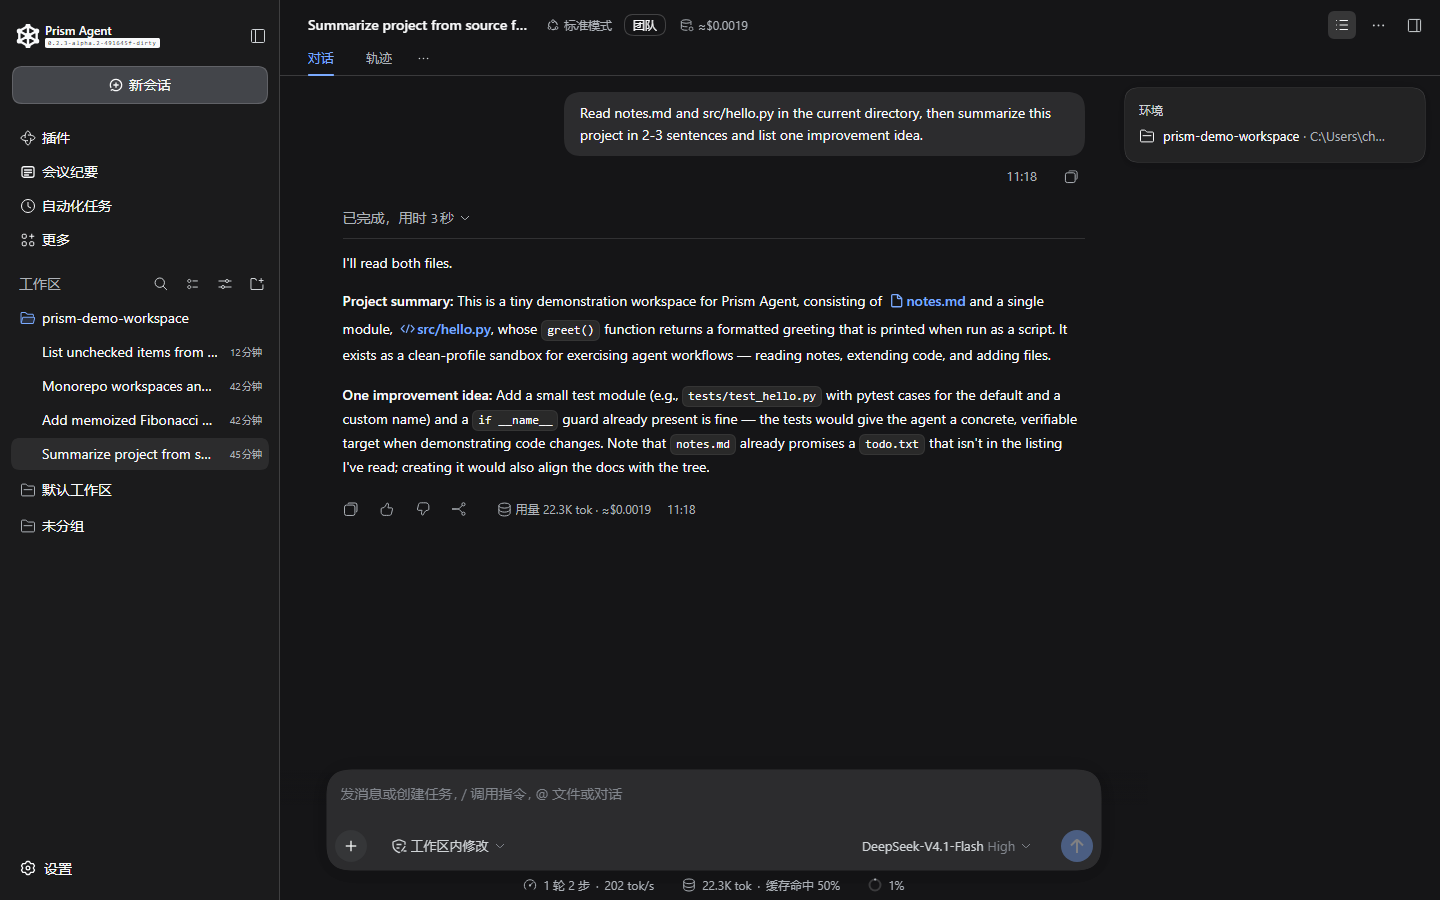 Prism Agent
0.2.3-alpha.2-491645f-dirty
新会话
插件
会议纪要
自动化任务
更多
工作区
prism-demo-workspace
List unchecked items from ... 12分钟
Monorepo workspaces an... 42分钟
Add memoized Fibonacci ... 42分钟
Summarize project from s... 45分钟
默认工作区
未分组
设置
Summarize project from source f... 标准模式 团队 ≈$0.0019
对话 轨迹 ...
Read notes.md and src/hello.py in the current directory, then summarize this
project in 2-3 sentences and list one improvement idea.
11:18
已完成，用时 3秒
I'll read both files.
Project summary: This is a tiny demonstration workspace for Prism Agent, consisting of notes.md and a single
module, src/hello.py, whose greet() function returns a formatted greeting that is printed when run as a script. It
exists as a clean-profile sandbox for exercising agent workflows — reading notes, extending code, and adding files.
One improvement idea: Add a small test module (e.g., tests/test_hello.py with pytest cases for the default and a
custom name) and a if __name__ guard already present is fine — the tests would give the agent a concrete, verifiable
target when demonstrating code changes. Note that notes.md already promises a todo.txt that isn't in the listing
I've read; creating it would also align the docs with the tree.
用量 22.3K tok · ≈$0.0019 11:18
环境
prism-demo-workspace · C:\Users\ch...
发消息或创建任务, / 调用指令, @ 文件或对话
工作区内修改
DeepSeek-V4.1-Flash High
1 轮 2 步 · 202 tok/s 22.3K tok · 缓存命中 50% 1%